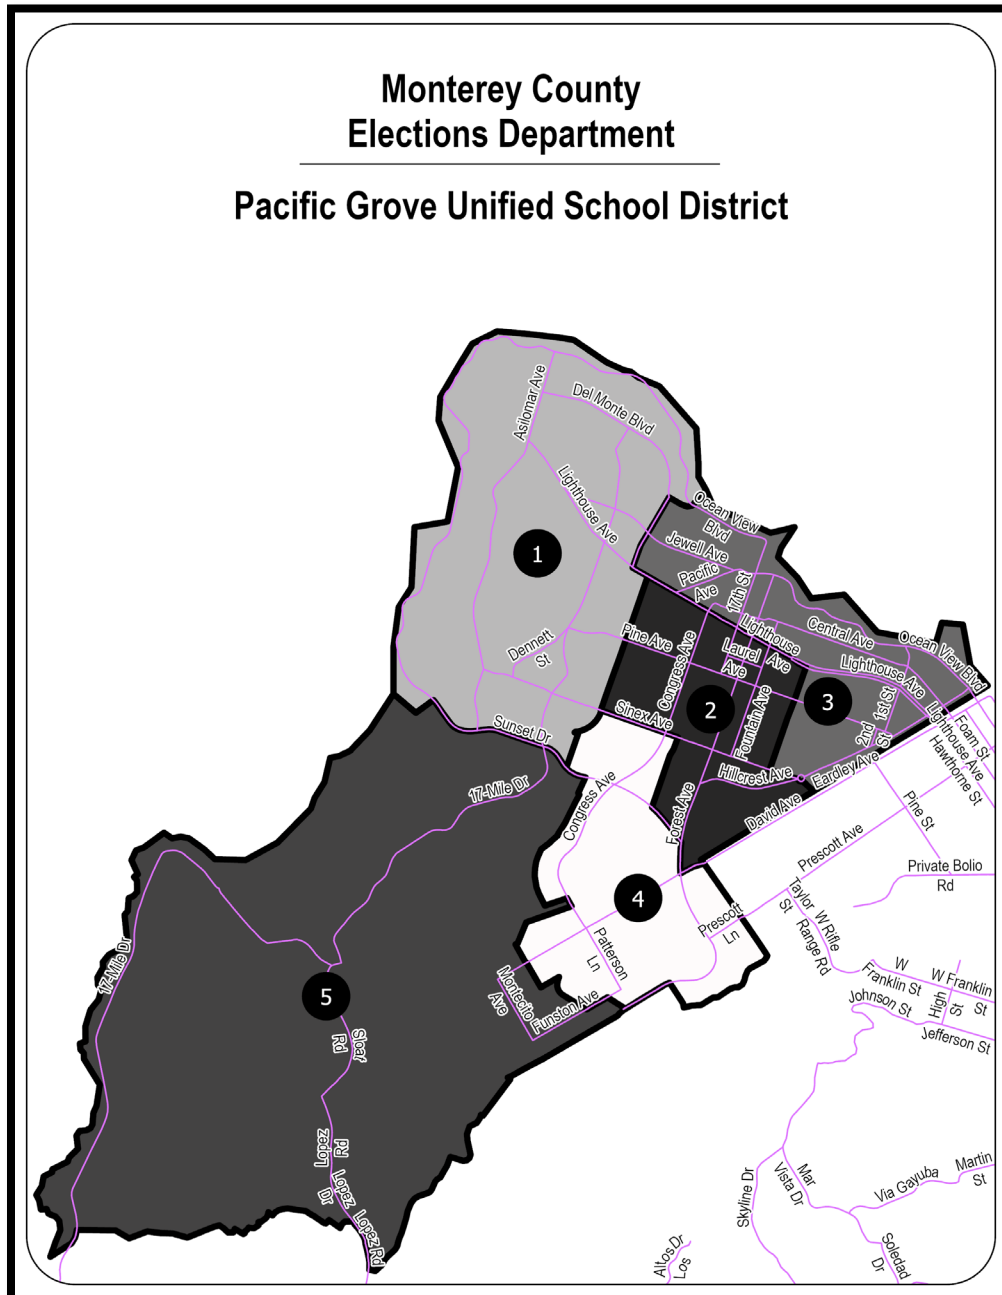 Monterey County
Elections Department
Pacific Grove Unified School District
Asilomar Ave
Del Monte Blvd
Lighthouse Ave
Ocean View
Blvd
Jewell Ave
1
Pacific
Ave
17th St
Dennett
St
Pine Ave
Congress Ave
Laurel
Ave
Lighthouse
Ave
Central Ave
Ocean View Blvd
Lighthouse Ave
2
3
Sinex Ave
Fountain Ave
2nd
St
1st St
Lighthouse Ave
Foam St
Hawthorne St
Sunset Dr
Hillcrest Ave
Eardley Ave
17-Mile Dr
Congress Ave
Forest Ave
David Ave
Pine St
Prescott Ave
Private Bolio
Rd
4
Taylor
St
Prescott
Ln
W Rifle
Range Rd
Patterson
Ln
17-Mile Dr
W
Franklin St
W Franklin
St
5
Montecito
Ave
Funston Ave
Johnson St
High
St
Jefferson St
Sloat
Rd
Lopez
Rd
Lopez
Dr
Lopez Rd
Mar
Vista Dr
Skyline Dr
Via Gayuba
Martin
St
Soledad
Dr
Los
Altos Dr